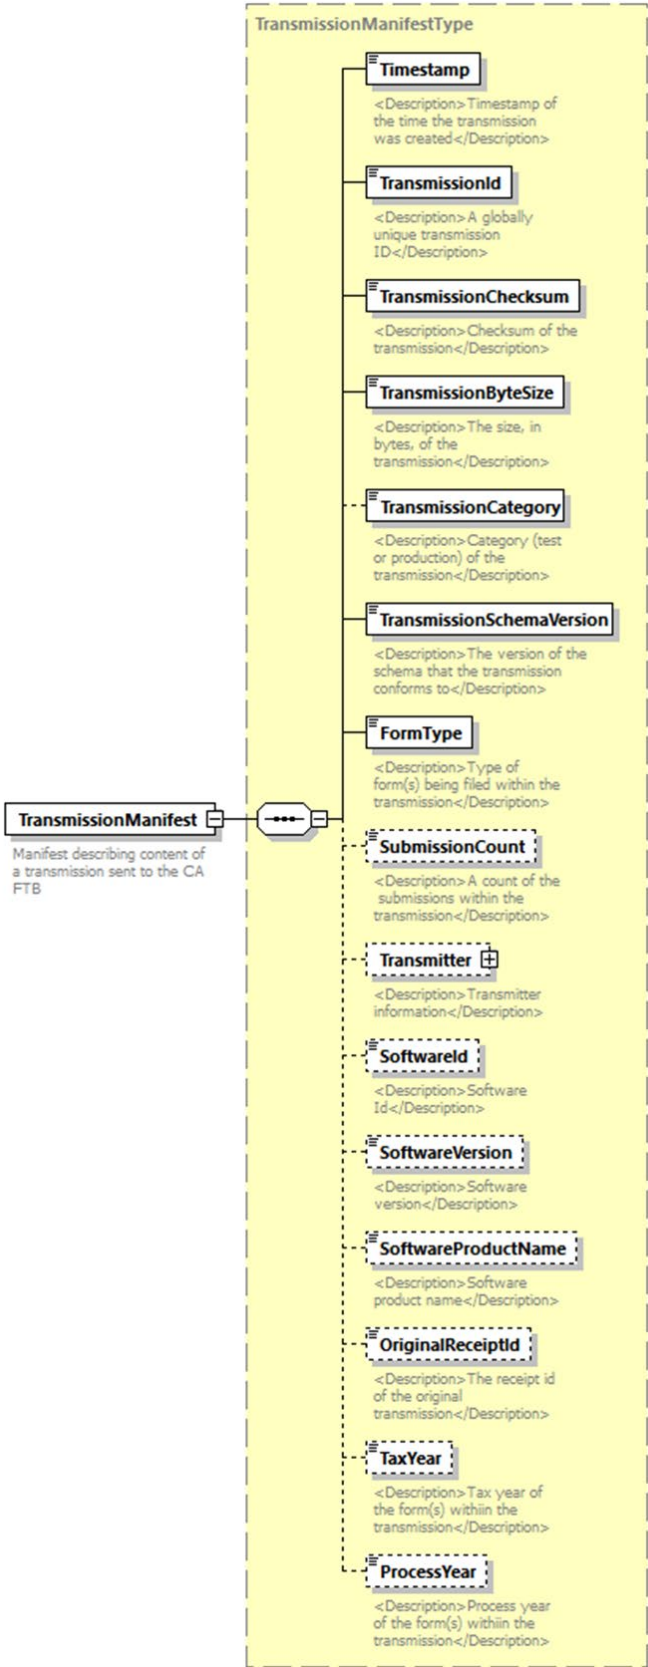 TransmissionManifestType
Timestamp
<Description>Timestamp of
the time the transmission
was created</Description>
TransmissionId
<Description>A globally
unique transmission
ID</Description>
TransmissionChecksum
<Description>Checksum of the
transmission</Description>
TransmissionByteSize
<Description>The size, in
bytes, of the
transmission</Description>
TransmissionCategory
<Description>Category (test
or production) of the
transmission</Description>
TransmissionSchemaVersion
<Description>The version of the
schema that the transmission
conforms to</Description>
FormType
<Description>Type of
form(s) being filed within the
transmission</Description>
TransmissionManifest
Manifest describing content of
a transmission sent to the CA
FTB
SubmissionCount
<Description>A count of the
submissions within the
transmission</Description>
Transmitter
<Description>Transmitter
information</Description>
SoftwareId
<Description>Software
Id</Description>
SoftwareVersion
<Description>Software
version</Description>
SoftwareProductName
<Description>Software
product name</Description>
OriginalReceiptId
<Description>The receipt id
of the original
transmission</Description>
TaxYear
<Description>Tax year of
the form(s) withiin the
transmission</Description>
ProcessYear
<Description>Process year
of the form(s) withiin the
transmission</Description>